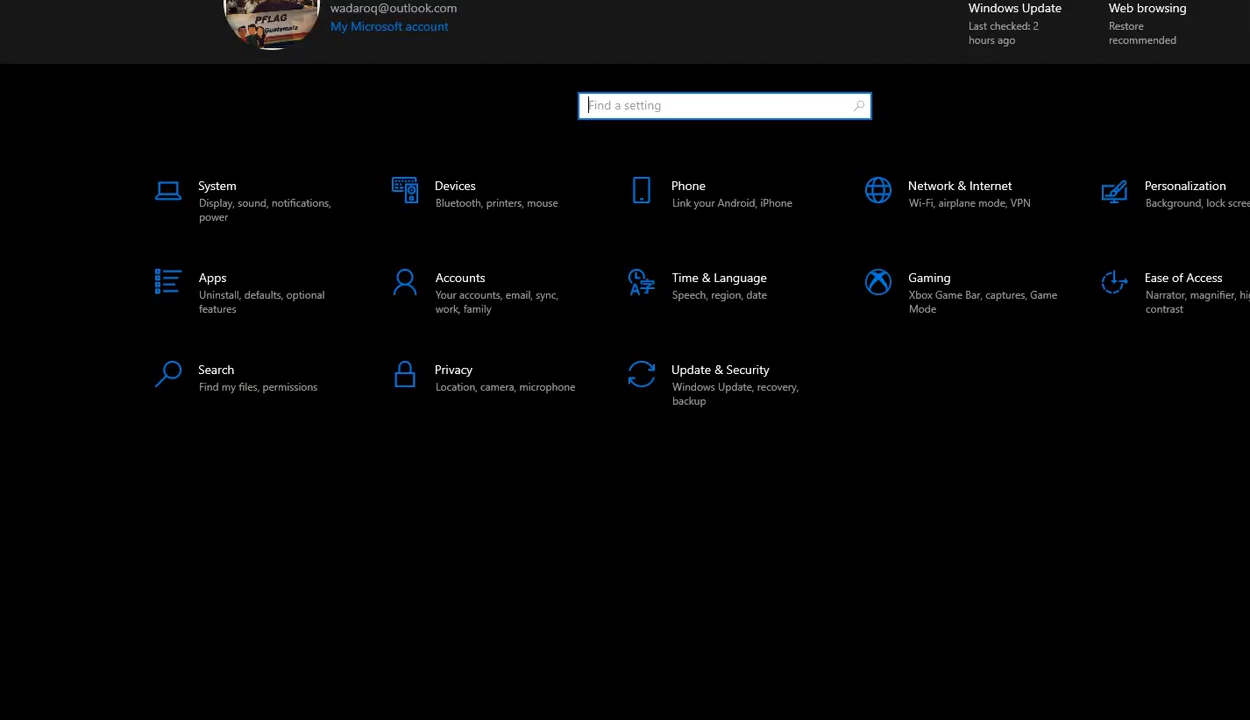 PFLAG
Guatemala
wadaroq@outlook.com
My Microsoft account
Windows Update
Last checked: 2
hours ago
Web browsing
Restore
recommended
Find a setting
System
Display, sound, notifications,
power
Devices
Bluetooth, printers, mouse
Phone
Link your Android, iPhone
Network & Internet
Wi-Fi, airplane mode, VPN
Personalization
Background, lock scree
Apps
Uninstall, defaults, optional
features
Accounts
Your accounts, email, sync,
work, family
Time & Language
Speech, region, date
Gaming
Xbox Game Bar, captures, Game
Mode
Ease of Access
Narrator, magnifier, hig
contrast
Search
Find my files, permissions
Privacy
Location, camera, microphone
Update & Security
Windows Update, recovery,
backup